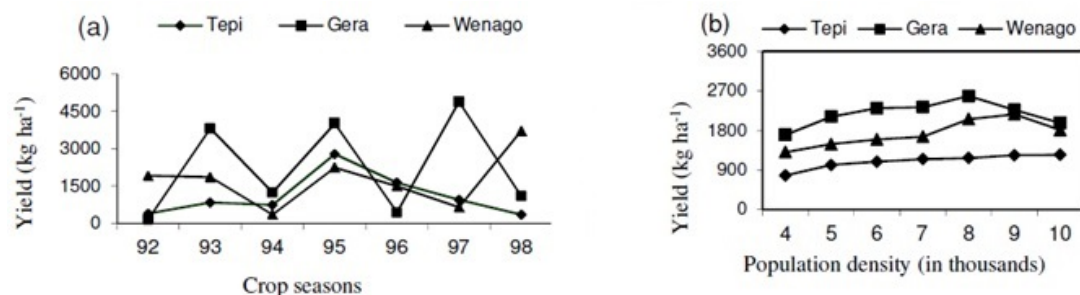 (a)
Tepi Gera Wenago
6000
4500
3000
1500
0
Yield (kg ha-1)
92 93 94 95 96 97 98
Crop seasons
(b)
Tepi Gera Wenago
3600
2700
1800
900
0
Yield (kg ha-1)
4 5 6 7 8 9 10
Population density (in thousands)